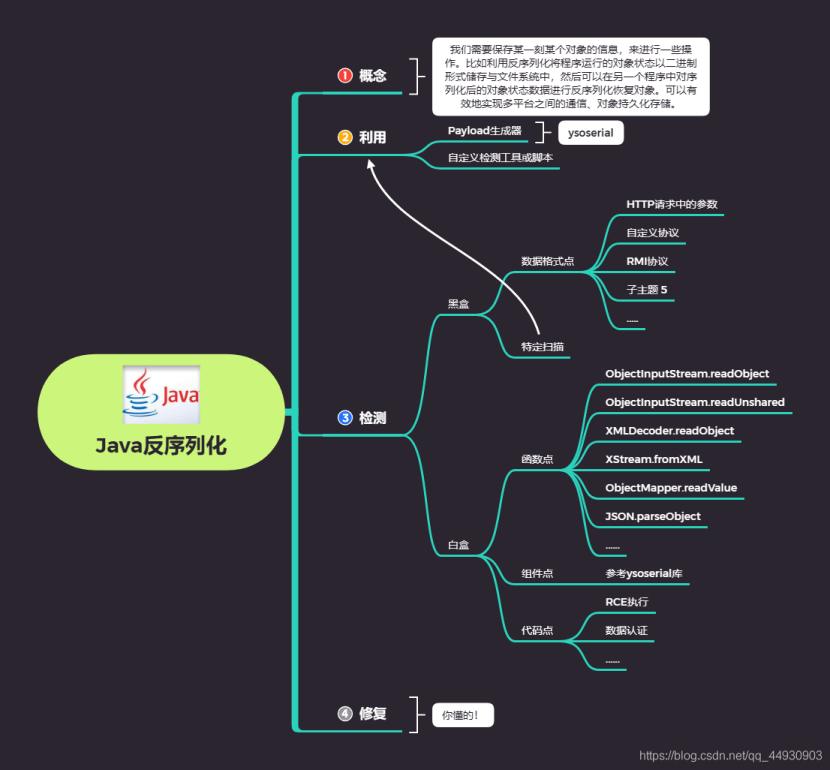 1 概念
我们需要保存某一刻某个对象的信息，来进行一些操
作。比如利用反序列化将程序运行的对象状态以二进制
形式储存与文件系统中，然后可以在另一个程序中对序
列化后的对象状态数据进行反序列化恢复对象。可以有
效地实现多平台之间的通信、对象持久化存储。
2 利用
Payload生成器
ysoserial
自定义检测工具或脚本
Java
Java反序列化
3 检测
黑盒
数据格式点
HTTP请求中的参数
自定义协议
RMI协议
子主题 5
.....
特定扫描
白盒
函数点
ObjectInputStream.readObject
ObjectInputStream.readUnshared
XMLDecoder.readObject
XStream.fromXML
ObjectMapper.readValue
JSON.parseObject
......
组件点
参考ysoserial库
代码点
RCE执行
数据认证
......
4 修复
你懂的！
https://blog.csdn.net/qq_44930903